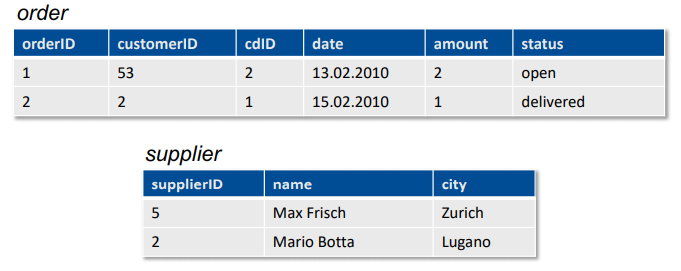 order
orderID customerID cdID date amount status
1 53 2 13.02.2010 2 open
2 2 1 15.02.2010 1 delivered
supplier
supplierID name city
5 Max Frisch Zurich
2 Mario Botta Lugano